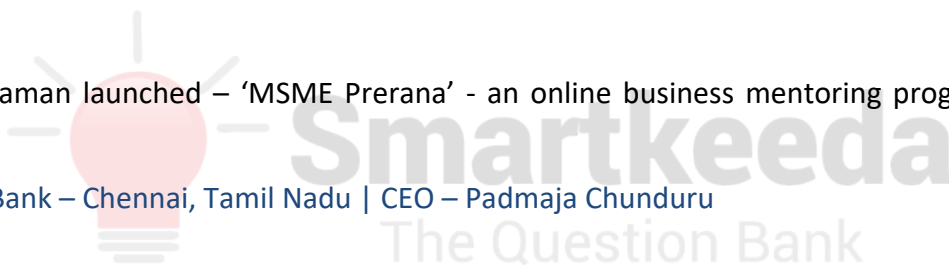 aman launched – ‘MSME Prerana’ - an online business mentoring prog
Smartkeeda
Bank – Chennai, Tamil Nadu | CEO – Padmaja Chunduru
The Question Bank